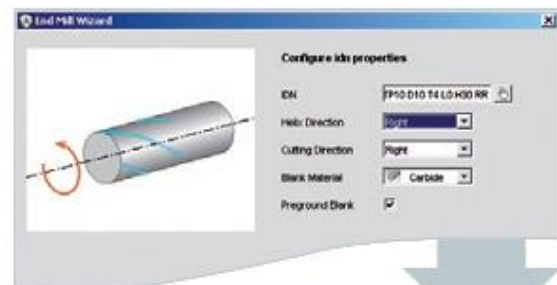 End Mill Wizard
Configure idn properties
IDN
TP10 D10 T4 L0 H30 RR
Helix Direction
Right
Cutting Direction
Right
Blank Material
Carbide
Preground Blank